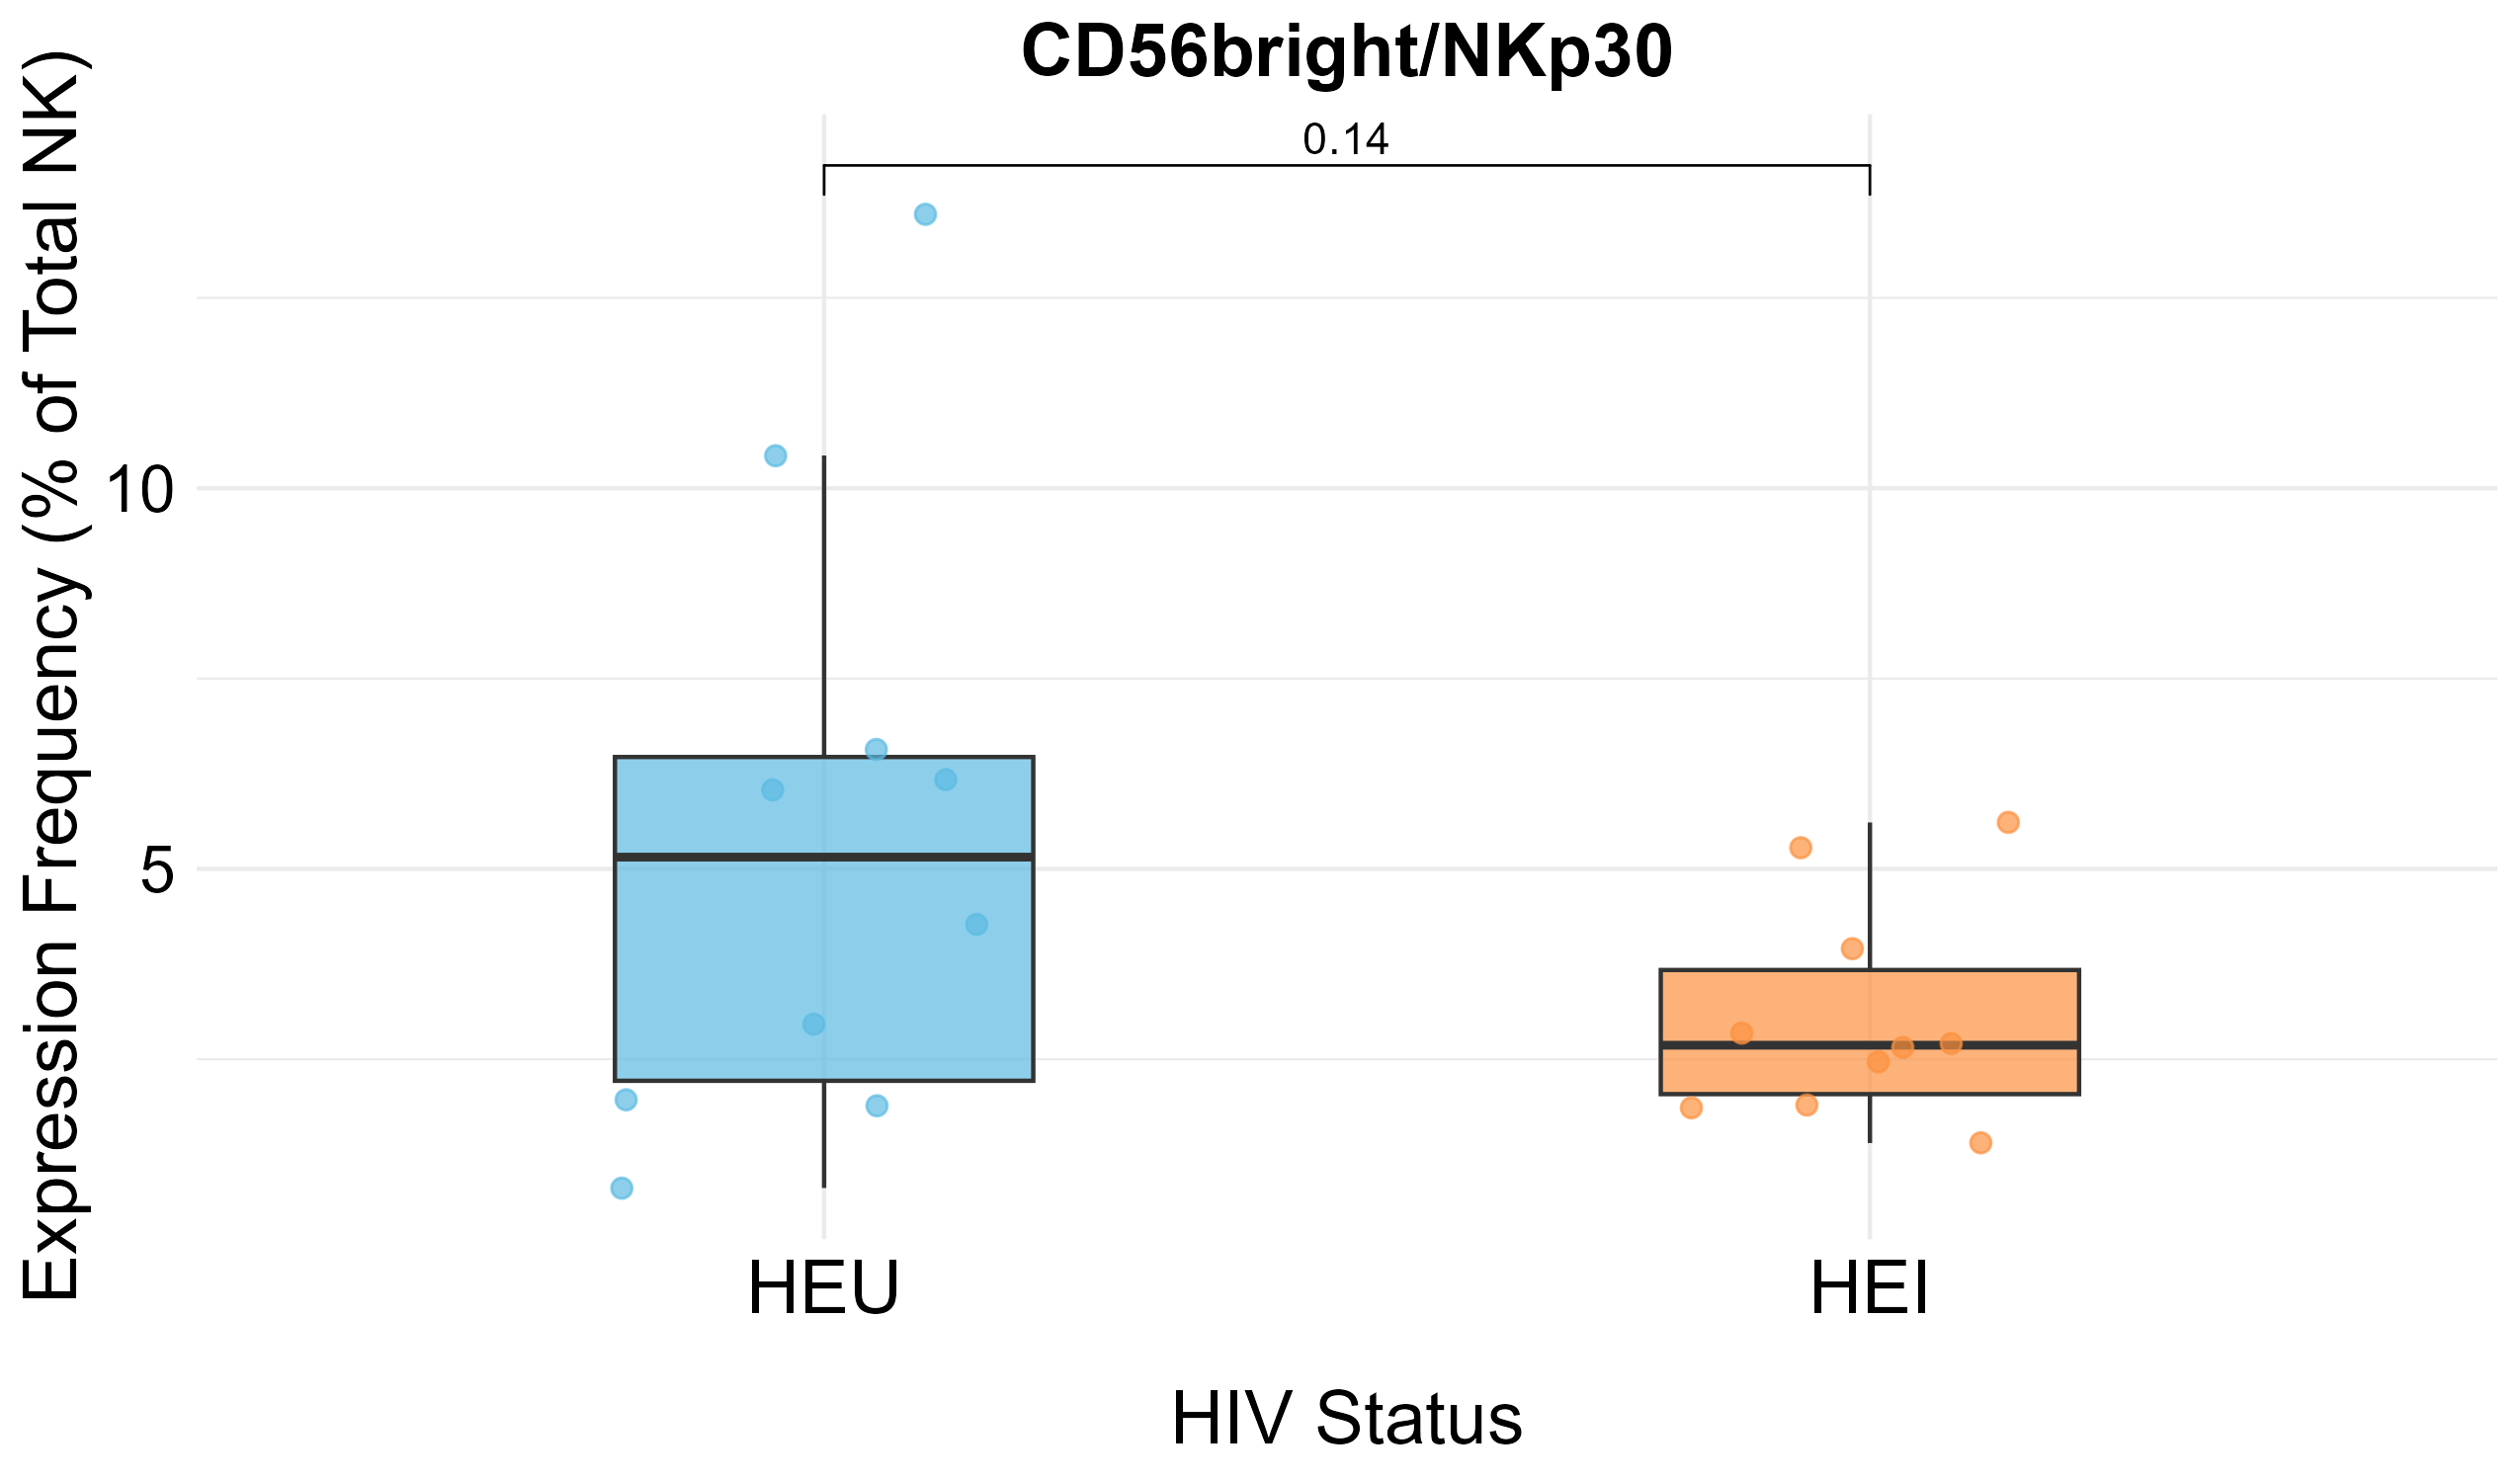 CD56bright/NKp30
0.14
Expression Frequency (% of Total NK)
10
5
HEU
HEI
HIV Status